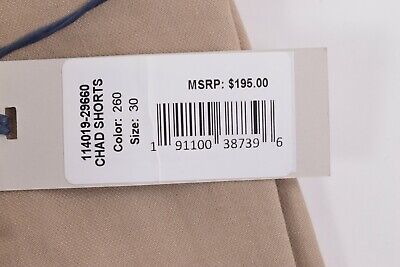 114019-29660
CHAD SHORTS
Color: 260
Size: 30
MSRP: $195.00
1 91100 38739 6